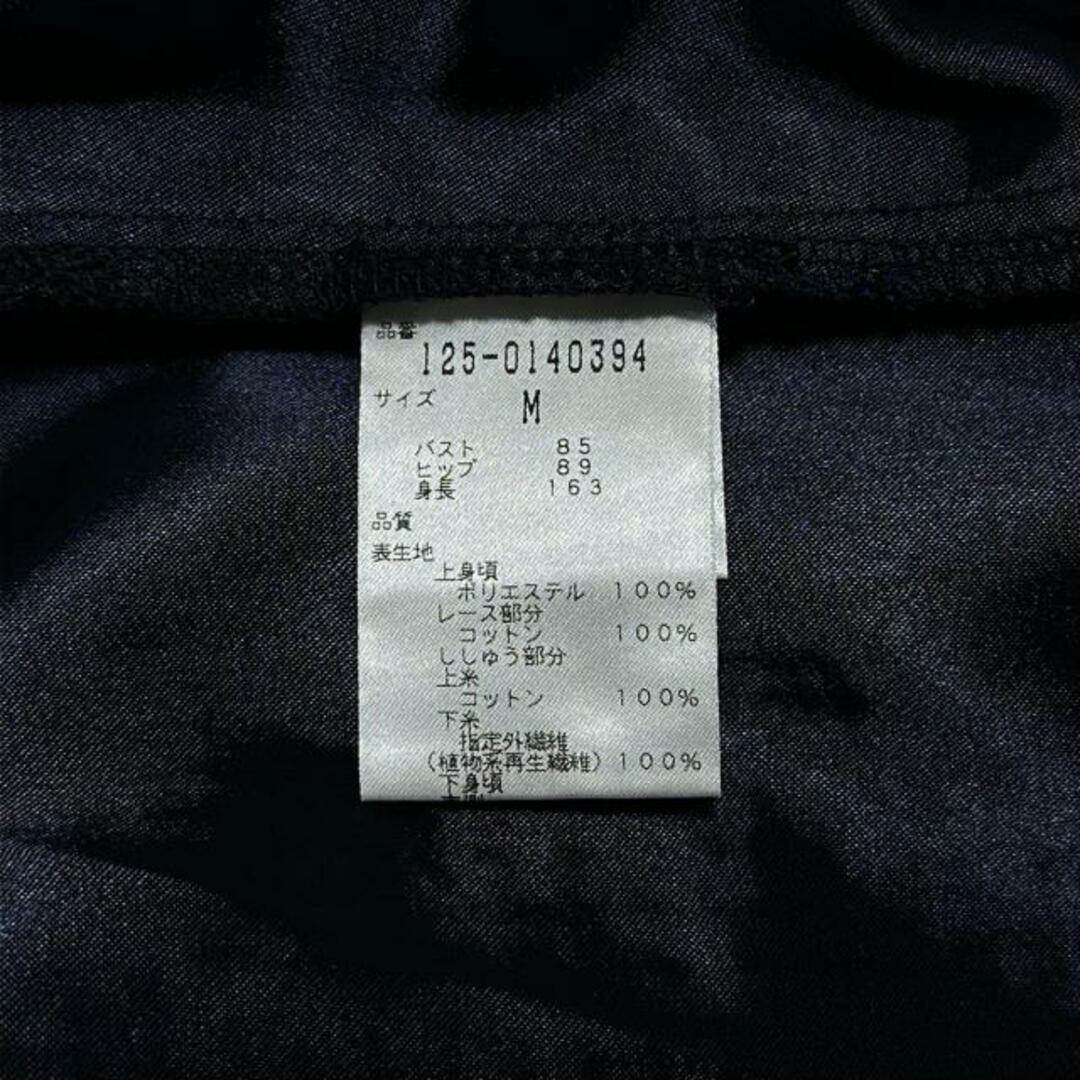 品番
125-0140394
サイズ M
バスト 85
ヒップ 89
身長 163
品質
表生地
上身頃
ポリエステル 100%
レース部分
コットン 100%
ししゅう部分
上糸
コットン 100%
下糸
指定外繊維
(植物系再生繊維) 100%
下身頃